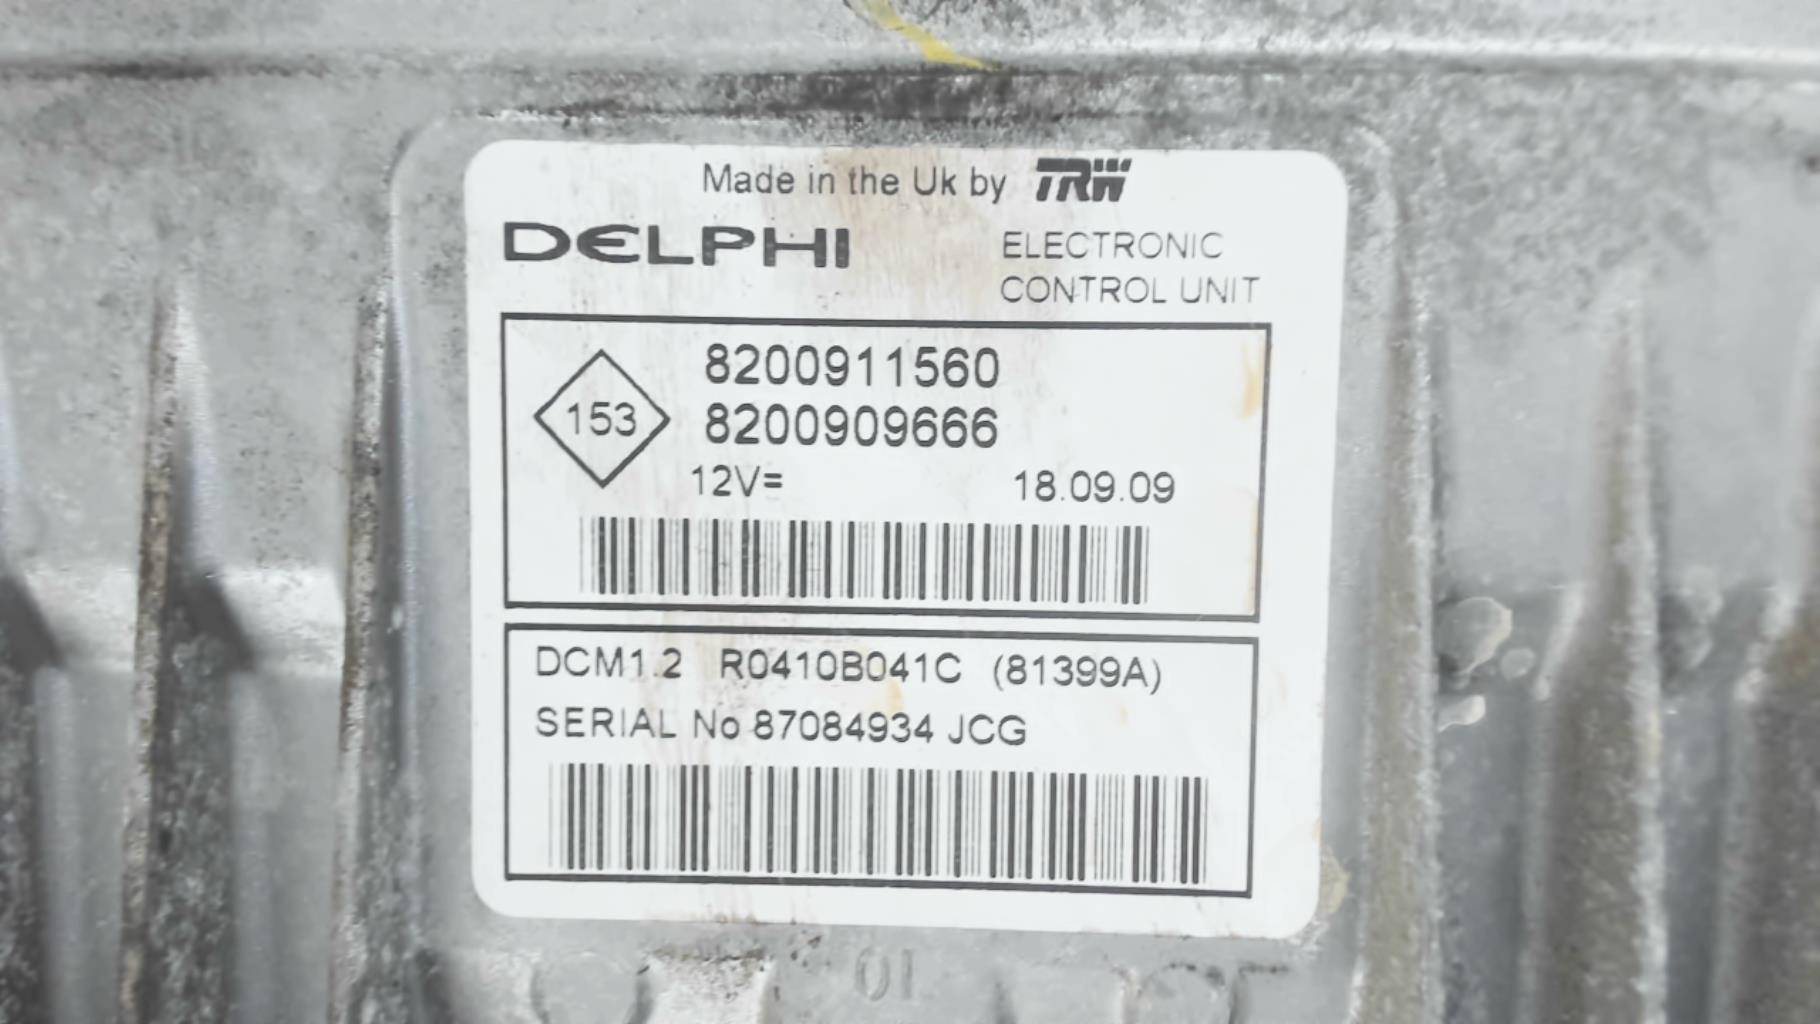 Made in the Uk by TRW
DELPHI
ELECTRONIC
CONTROL UNIT
153
8200911560
8200909666
12V= 18.09.09
DCM1.2 R0410B041C (81399A)
SERIAL No 87084934 JCG
01